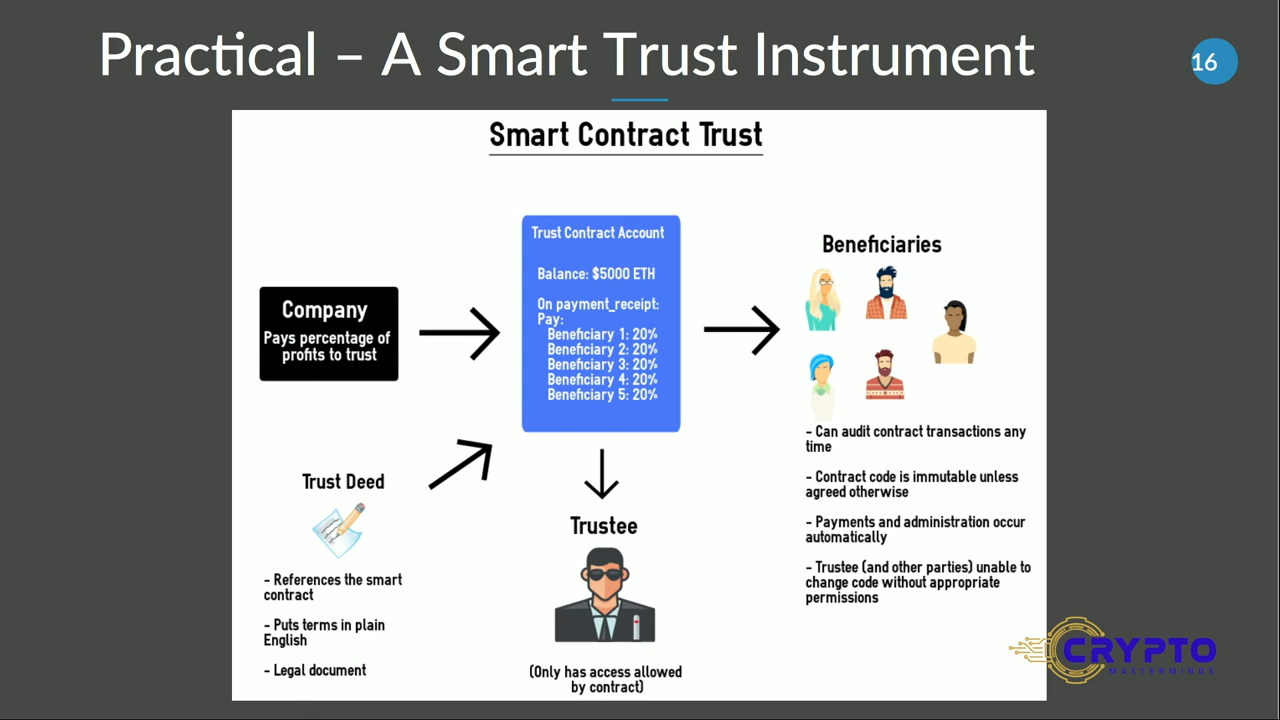 Practical – A Smart Trust Instrument
16
Smart Contract Trust
Company
Pays percentage of
profits to trust
Trust Contract Account
Balance: $5000 ETH
On payment_receipt:
Pay:
Beneficiary 1: 20%
Beneficiary 2: 20%
Beneficiary 3: 20%
Beneficiary 4: 20%
Beneficiary 5: 20%
Beneficiaries
- Can audit contract transactions any
time
- Contract code is immutable unless
agreed otherwise
- Payments and administration occur
automatically
- Trustee (and other parties) unable to
change code without appropriate
permissions
Trust Deed
- References the smart
contract
- Puts terms in plain
English
- Legal document
Trustee
(Only has access allowed
by contract)
CRYPTO
MASTERMINDS